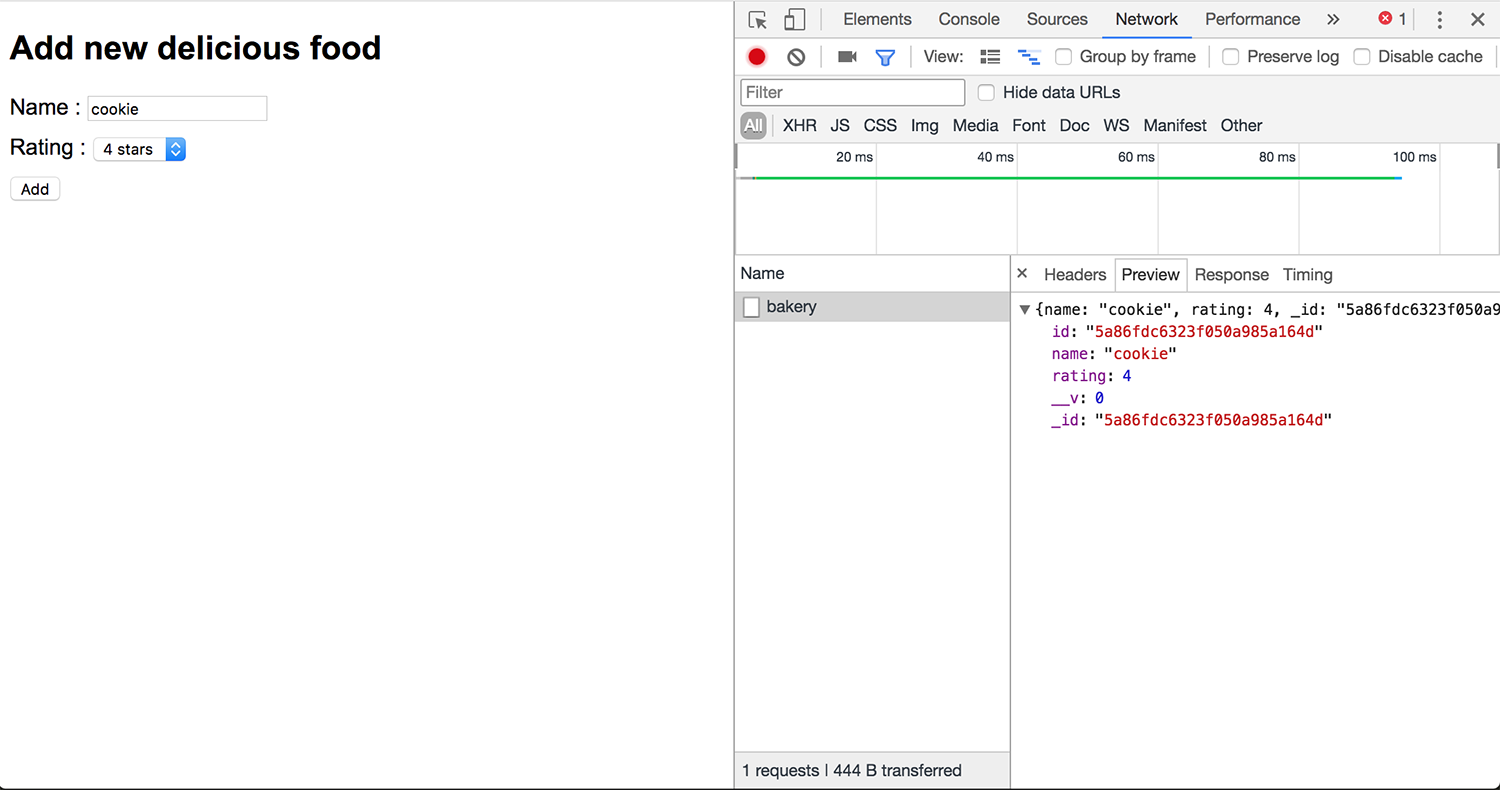 Add new delicious food
Name : cookie
Rating : 4 stars
Add
Elements Console Sources Network Performance » 1
View: Group by frame Preserve log Disable cache
Filter Hide data URLs
All XHR JS CSS Img Media Font Doc WS Manifest Other
20 ms 40 ms 60 ms 80 ms 100 ms
Name
bakery
1 requests | 444 B transferred
× Headers Preview Response Timing
{name: "cookie", rating: 4, _id: "5a86fdc6323f050a9
id: "5a86fdc6323f050a985a164d"
name: "cookie"
rating: 4
__v: 0
_id: "5a86fdc6323f050a985a164d"